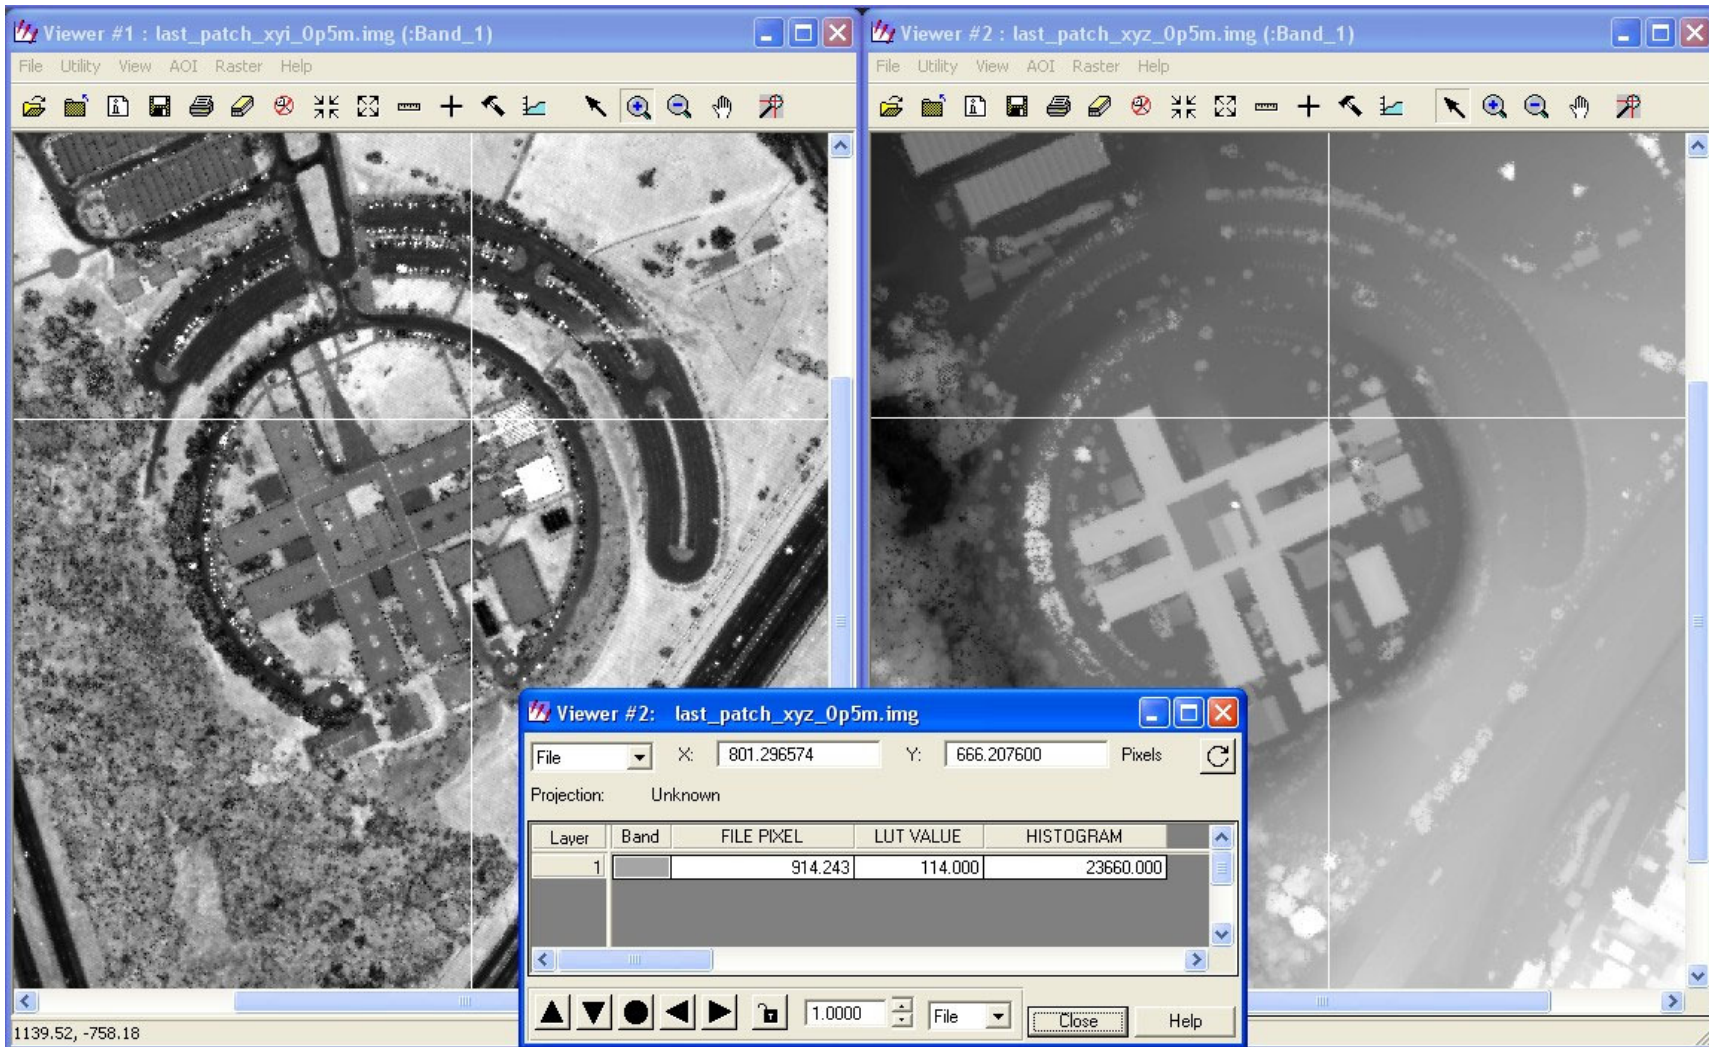 Viewer #1 : last_patch_xyi_0p5m.img (:Band_1)
File Utility View AOI Raster Help
Viewer #2 : last_patch_xyz_0p5m.img (:Band_1)
File Utility View AOI Raster Help
Viewer #2: last_patch_xyz_0p5m.img
File X: 801.296574 Y: 666.207600 Pixels
Projection: Unknown
Layer Band FILE PIXEL LUT VALUE HISTOGRAM
1 914.243 114.000 23660.000
1.0000 File Close Help
1139.52, -758.18